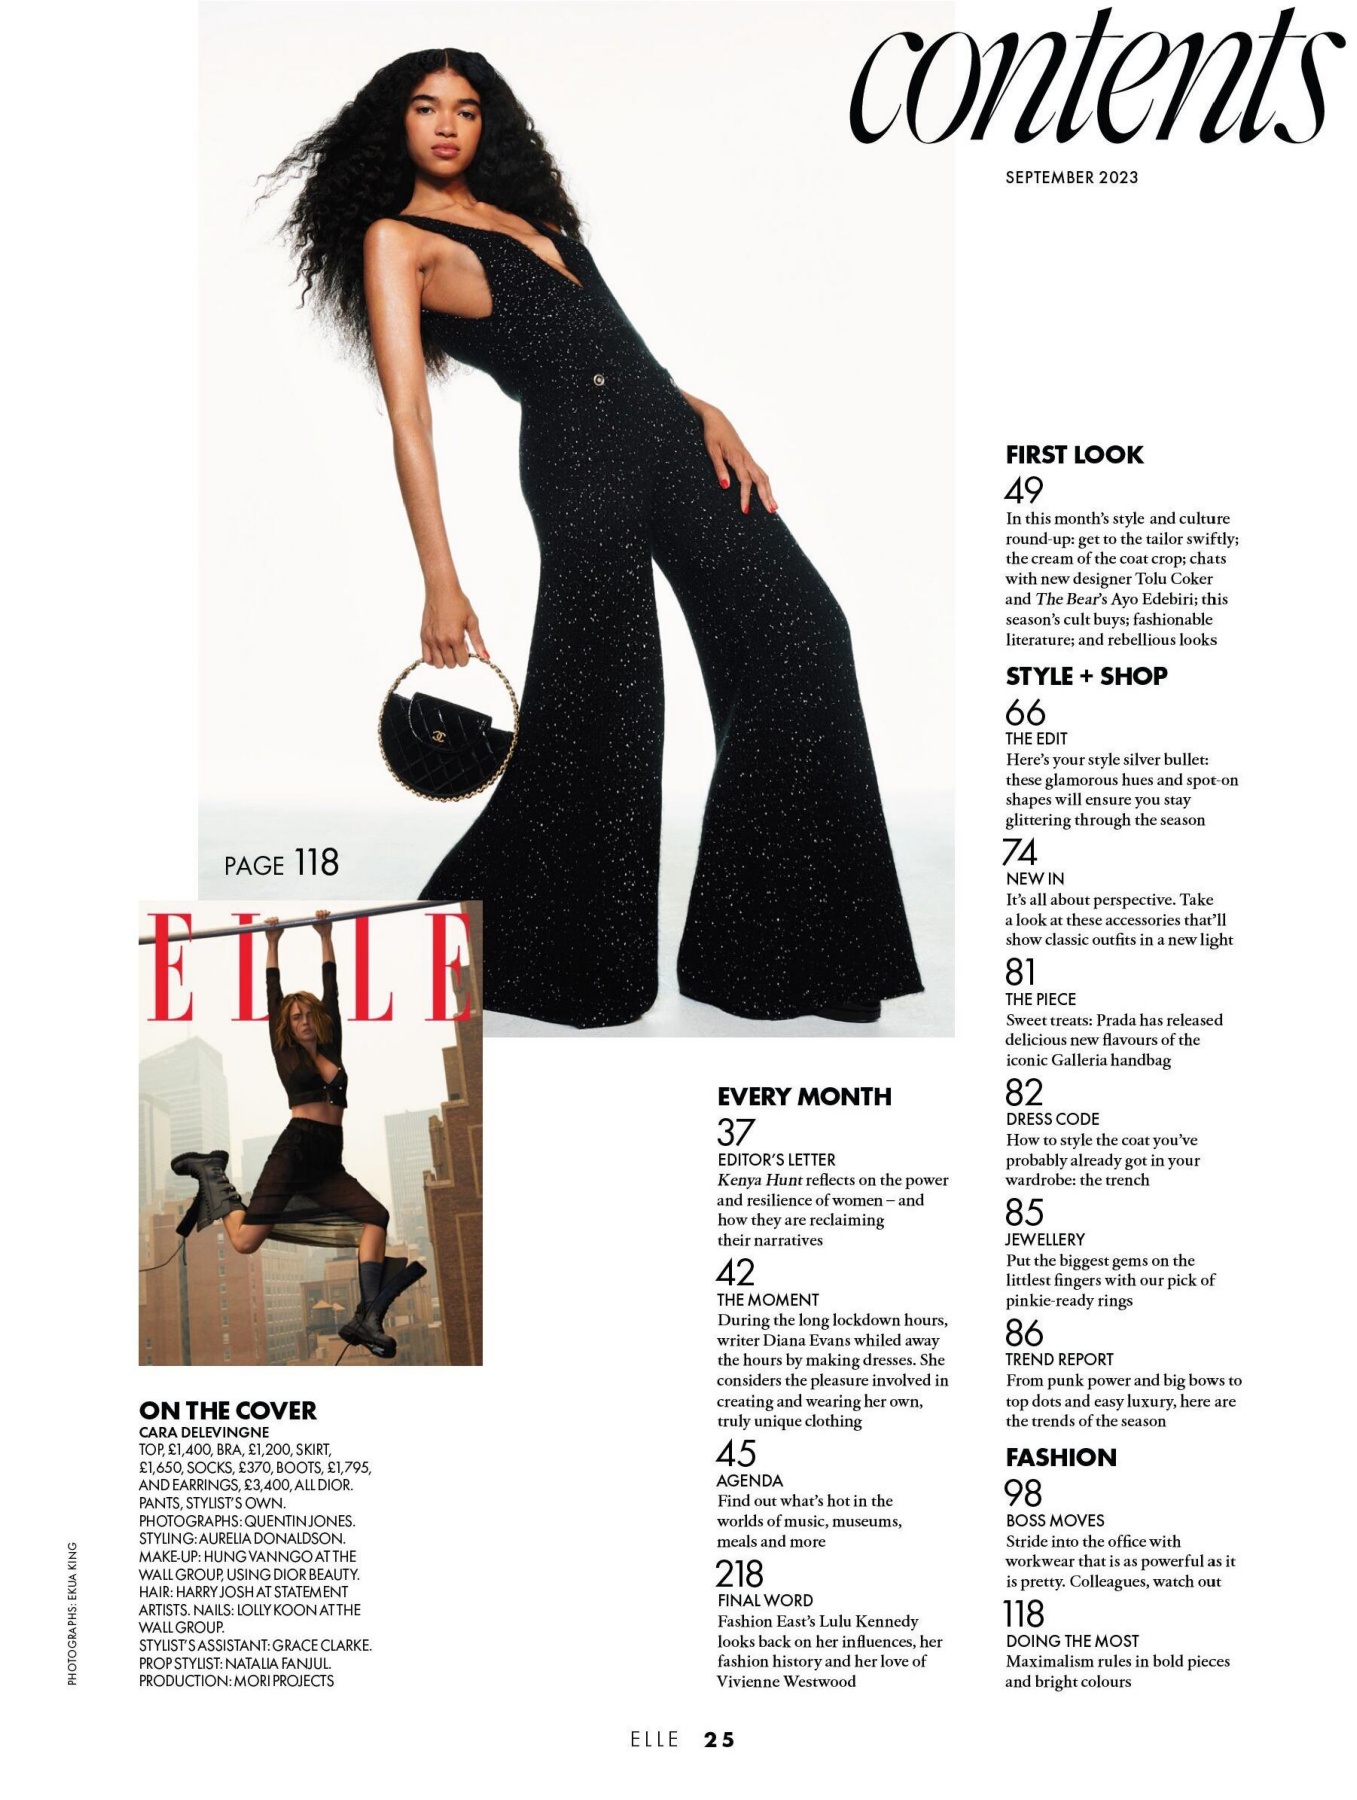 contents
SEPTEMBER 2023
PAGE 118
ELLE
ON THE COVER
CARA DELEVINGNE
TOP, £1,400, BRA, £1,200, SKIRT,
£1,650, SOCKS, £370, BOOTS, £1,795,
AND EARRINGS, £3,400, ALL DIOR.
PANTS, STYLIST’S OWN.
PHOTOGRAPHS: QUENTIN JONES.
STYLING: AURELIA DONALDSON.
MAKE-UP: HUNG VANNGO AT THE
WALL GROUP, USING DIOR BEAUTY.
HAIR: HARRY JOSH AT STATEMENT
ARTISTS. NAILS: LOLLY KOON AT THE
WALL GROUP.
STYLIST’S ASSISTANT: GRACE CLARKE.
PROP STYLIST: NATALIA FANJUL.
PRODUCTION: MORI PROJECTS
PHOTOGRAPHS: EKUA KING
EVERY MONTH
37
EDITOR’S LETTER
Kenya Hunt reflects on the power
and resilience of women – and
how they are reclaiming
their narratives
42
THE MOMENT
During the long lockdown hours,
writer Diana Evans whiled away
the hours by making dresses. She
considers the pleasure involved in
creating and wearing her own,
truly unique clothing
45
AGENDA
Find out what’s hot in the
worlds of music, museums,
meals and more
218
FINAL WORD
Fashion East’s Lulu Kennedy
looks back on her influences, her
fashion history and her love of
Vivienne Westwood
FIRST LOOK
49
In this month’s style and culture
round-up: get to the tailor swiftly;
the cream of the coat crop; chats
with new designer Tolu Coker
and The Bear’s Ayo Edebiri; this
season’s cult buys; fashionable
literature; and rebellious looks
STYLE + SHOP
66
THE EDIT
Here’s your style silver bullet:
these glamorous hues and spot-on
shapes will ensure you stay
glittering through the season
74
NEW IN
It’s all about perspective. Take
a look at these accessories that’ll
show classic outfits in a new light
81
THE PIECE
Sweet treats: Prada has released
delicious new flavours of the
iconic Galleria handbag
82
DRESS CODE
How to style the coat you’ve
probably already got in your
wardrobe: the trench
85
JEWELLERY
Put the biggest gems on the
littlest fingers with our pick of
pinkie-ready rings
86
TREND REPORT
From punk power and big bows to
top dots and easy luxury, here are
the trends of the season
FASHION
98
BOSS MOVES
Stride into the office with
workwear that is as powerful as it
is pretty. Colleagues, watch out
118
DOING THE MOST
Maximalism rules in bold pieces
and bright colours
ELLE 25